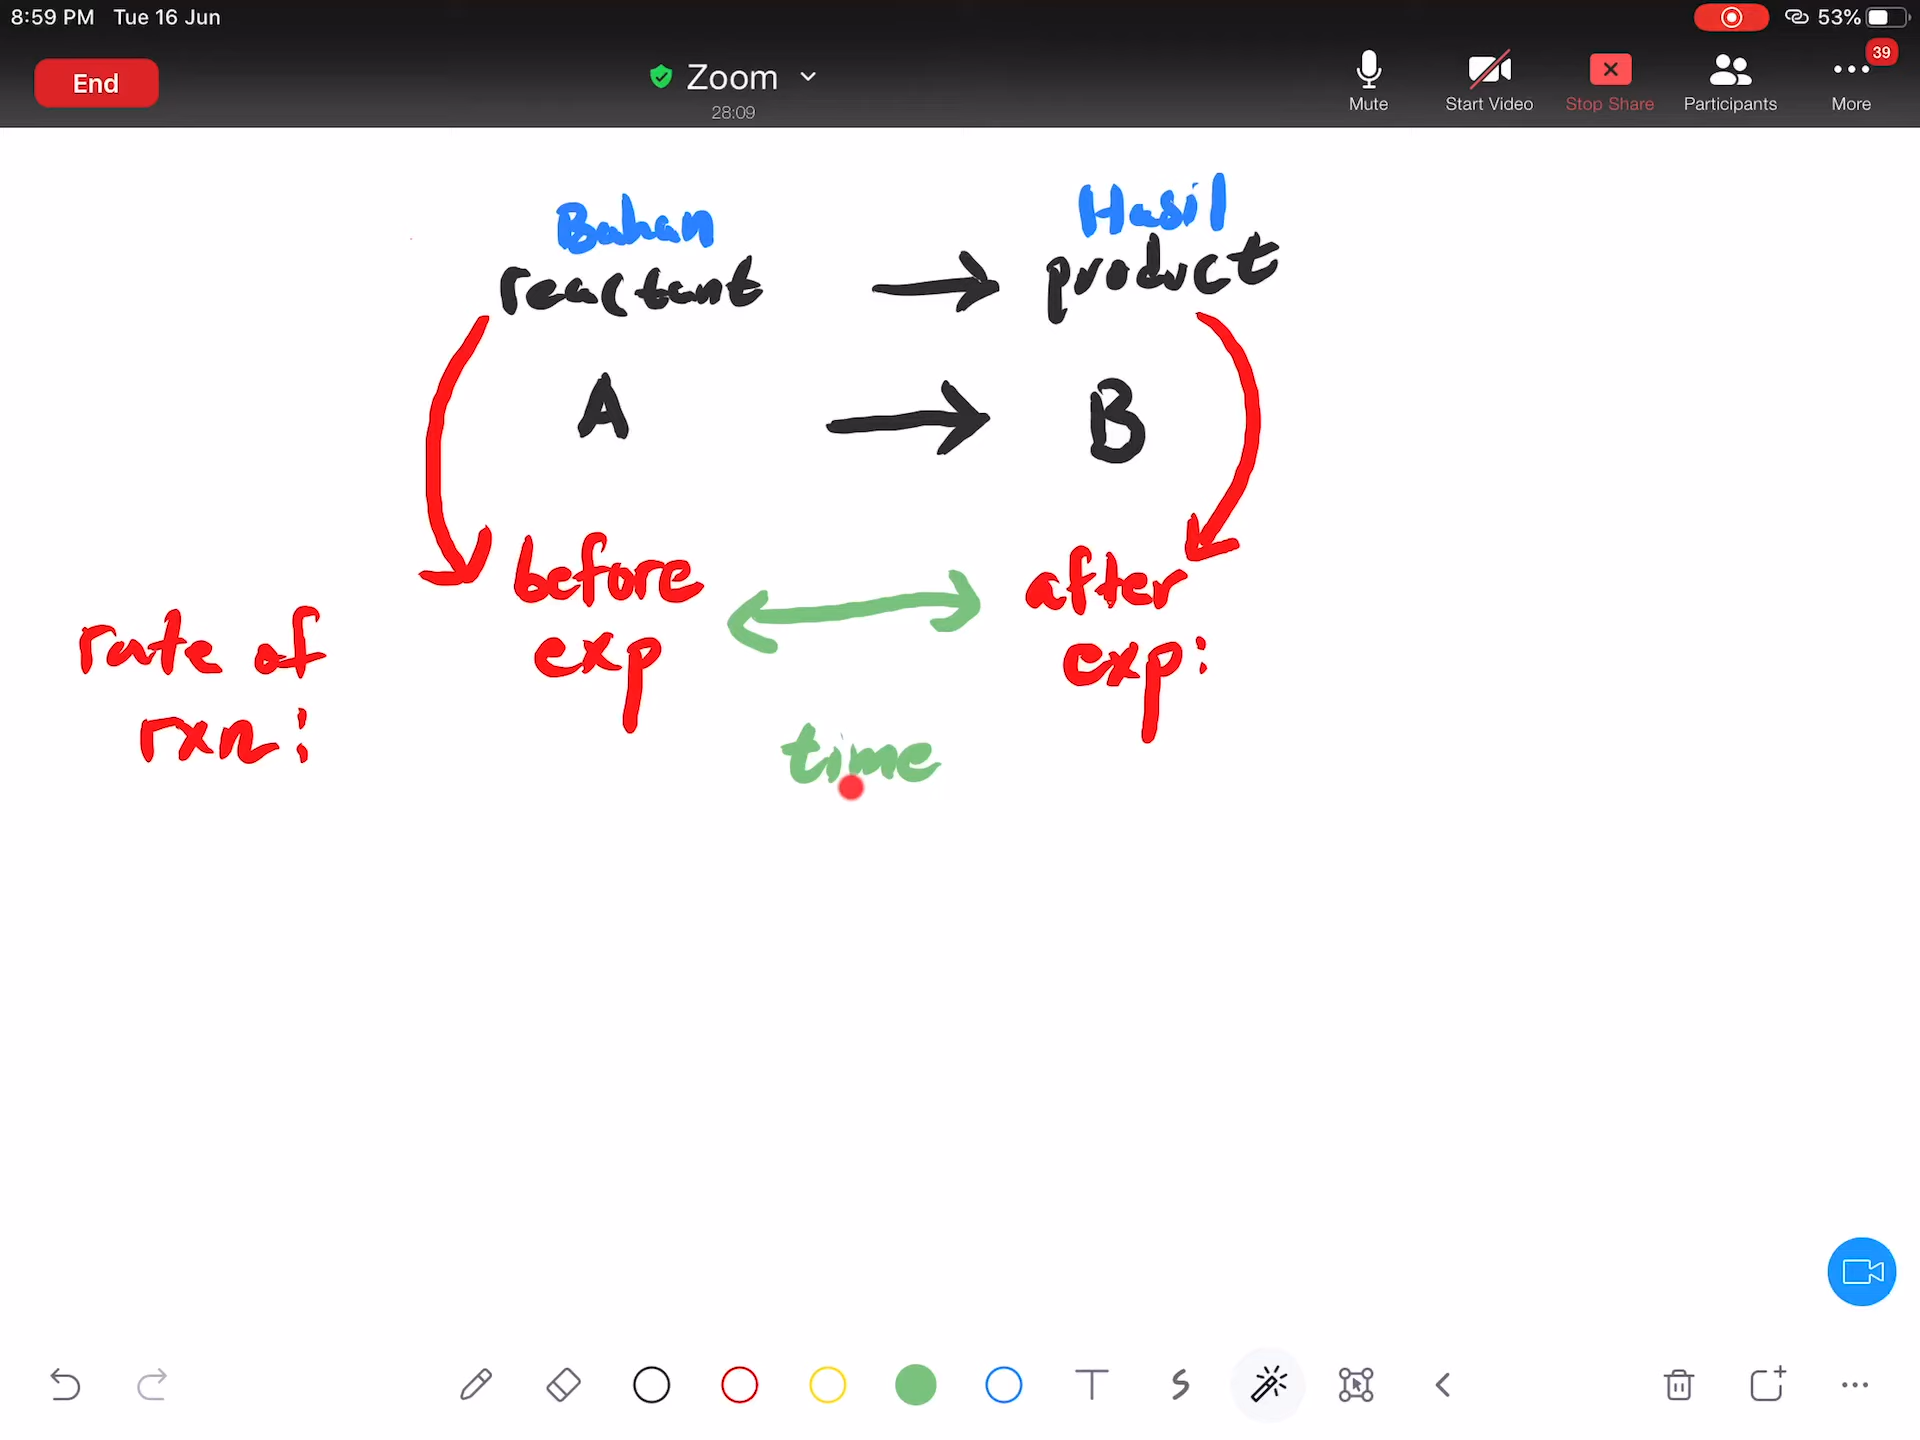 8:59 PM Tue 16 Jun
53%
End
Zoom
28:09
Mute
Start Video
Stop Share
Participants
39
More
Bahan
Hasil
reactant → product
A → B
before
exp
after
exp:
rate of
rxn:
time
T